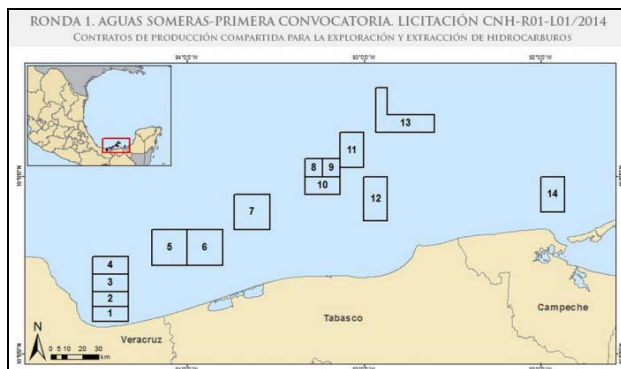 RONDA 1. AGUAS SOMERAS-PRIMERA CONVOCATORIA. LICITACIÓN CNH-R01-L01/2014
CONTRATOS DE PRODUCCIÓN COMPARTIDA PARA LA EXPLORACIÓN Y EXTRACCIÓN DE HIDROCARBUROS
13
11
8 9
10
12
14
7
5 6
4
3
2
1
N
0 5 10 20 30
km
Veracruz
Tabasco
Campeche